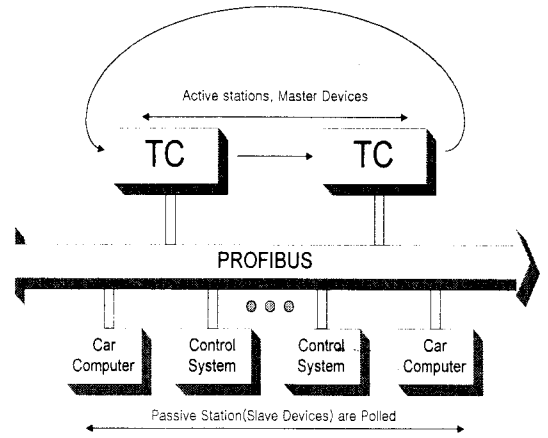 Active stations, Master Devices
TC
TC
PROFIBUS
Car
Computer
Control
System
Control
System
Car
Computer
Passive Station(Slave Devices) are Polled